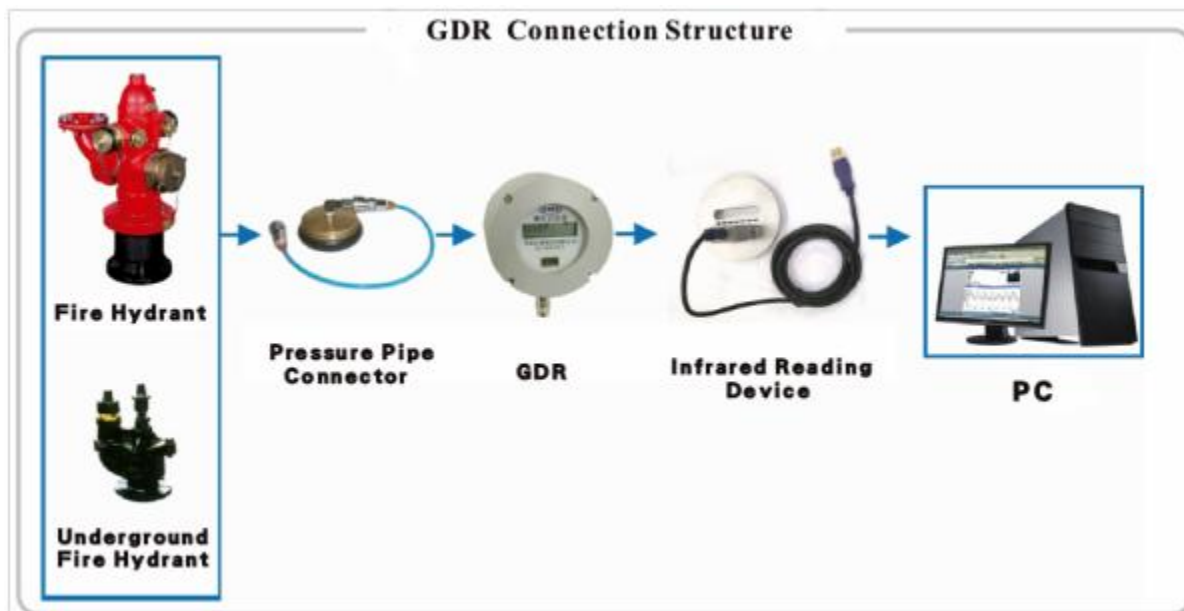 GDR Connection Structure
Fire Hydrant
Underground
Fire Hydrant
Pressure Pipe
Connector
GDR
Infrared Reading
Device
PC